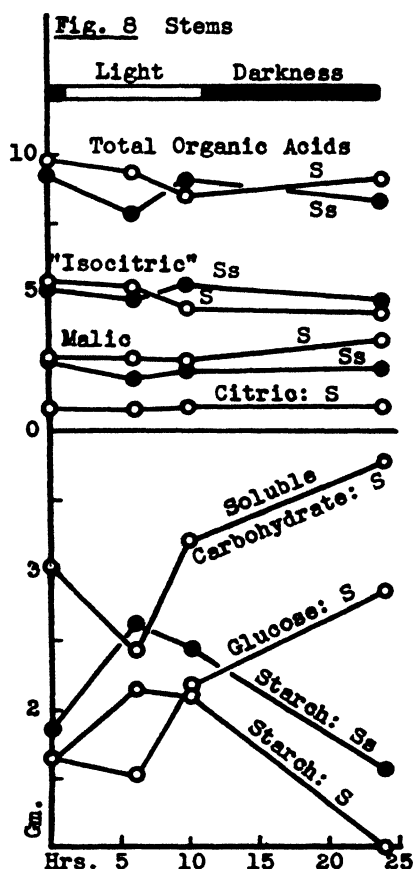 Fig. 8 Stems
Light Darkness
10
Total Organic Acids
S
Ss
"Isocitric" Ss
5
S
Malic S
Ss
Citric: S
0
Soluble
Carbohydrate: S
3
Glucose: S
2
Starch: Ss
Starch: S
Gm.
Hrs. 5 10 15 20 25